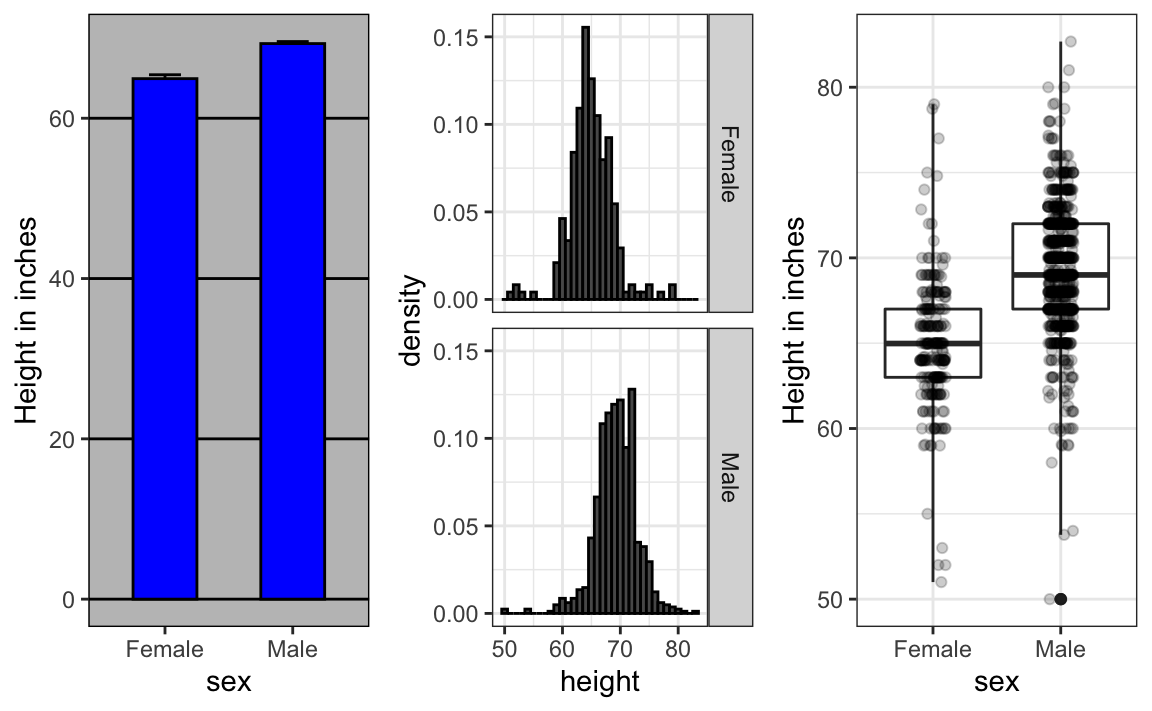 Height in inches
60
40
20
0
Female Male
sex
density
0.15
0.10
0.05
0.00
Female
0.15
0.10
0.05
0.00
Male
50 60 70 80
height
Height in inches
80
70
60
50
Female Male
sex